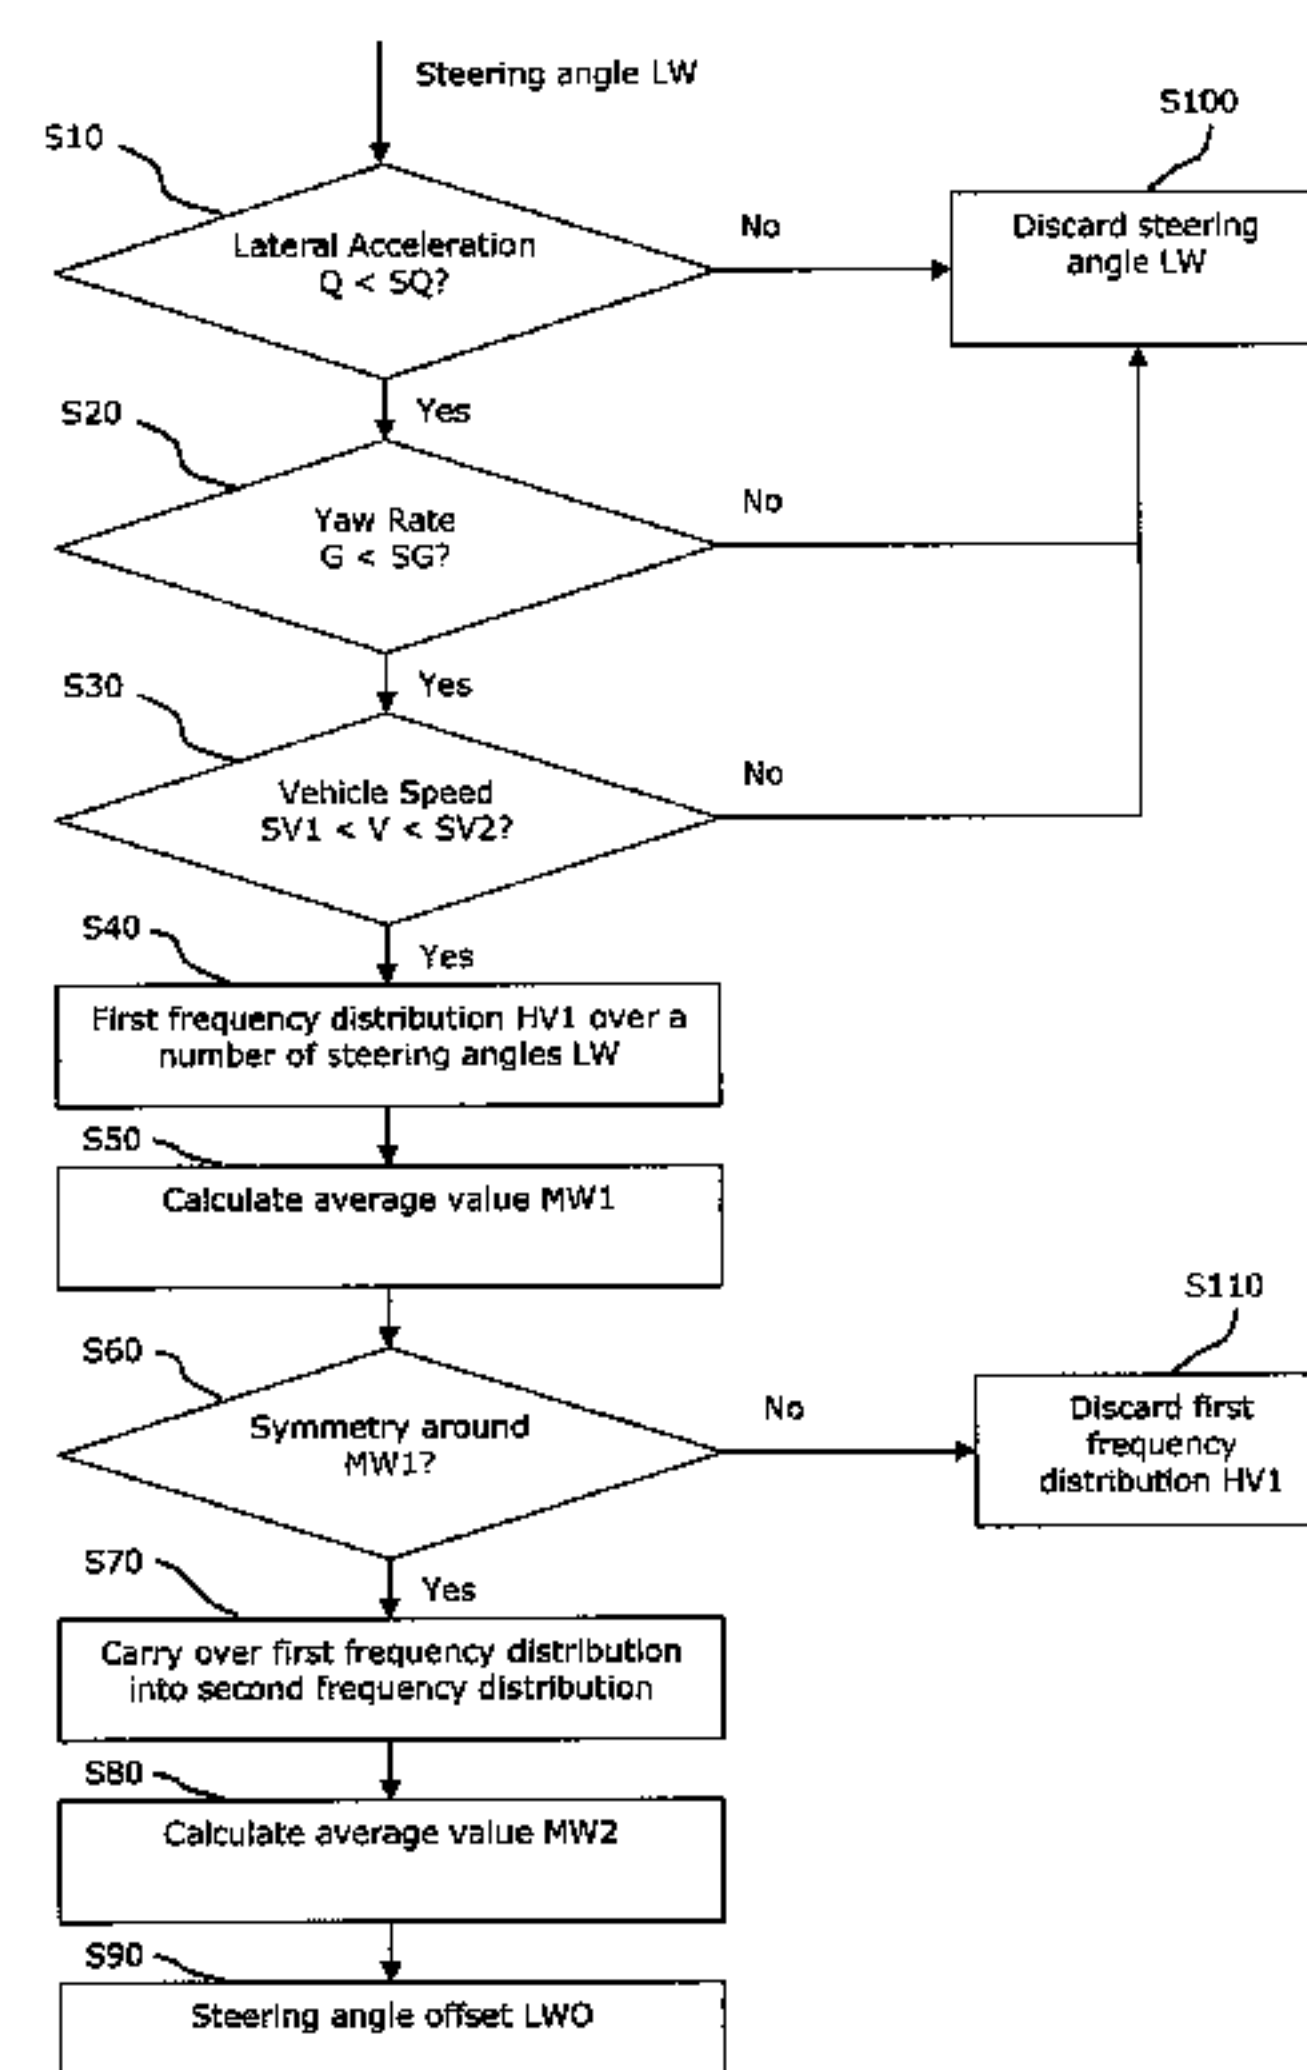 Steering angle LW
S100
S10
Discard steering
angle LW
No
Lateral Acceleration
Q < SQ?
Yes
S20
No
Yaw Rate
G < SG?
Yes
S30
No
Vehicle Speed
SV1 < V < SV2?
S40
Yes
First frequency distribution HV1 over a
number of steering angles LW
S50
Calculate average value MW1
S110
S60
No
Discard first
frequency
distribution HV1
Symmetry around
MW1?
S70
Yes
Carry over first frequency distribution
into second frequency distribution
S80
Calculate average value MW2
S90
Steering angle offset LWO